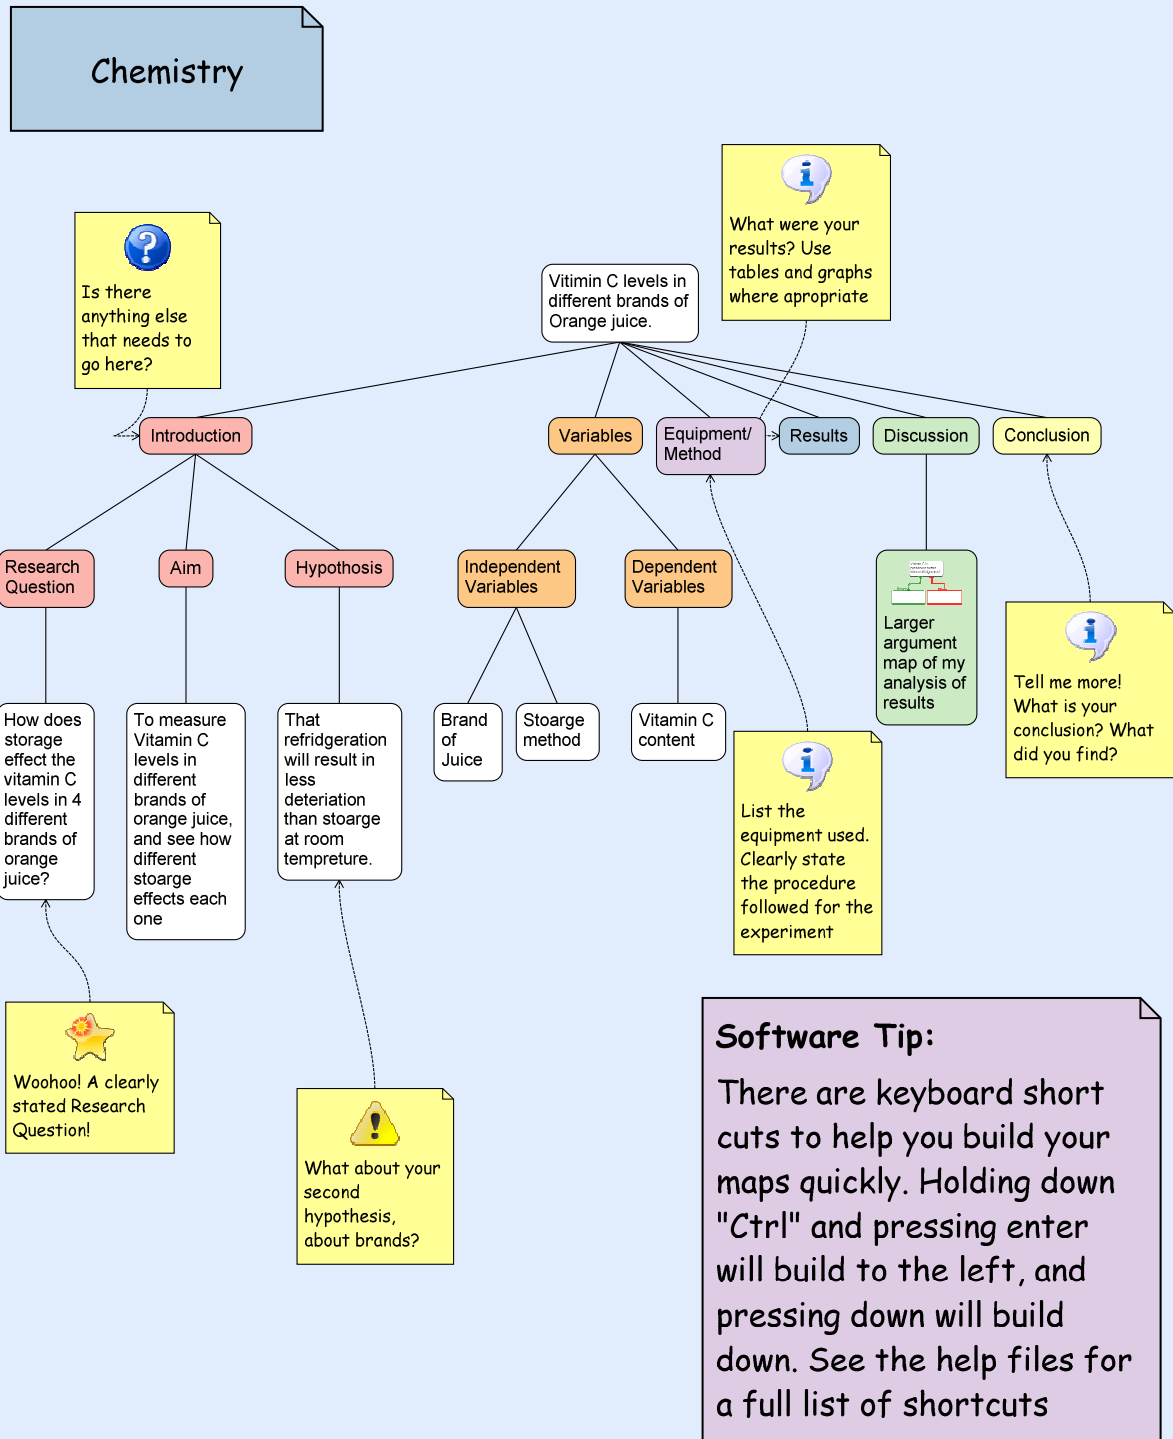 Chemistry
What were your
results? Use
tables and graphs
where apropriate
Is there
anything else
that needs to
go here?
Vitimin C levels in
different brands of
Orange juice.
Introduction
Variables
Equipment/
Method
Results
Discussion
Conclusion
Research
Question
Aim
Hypothosis
Independent
Variables
Dependent
Variables
Larger
argument
map of my
analysis of
results
How does
storage
effect the
vitamin C
levels in 4
different
brands of
orange
juice?
To measure
Vitamin C
levels in
different
brands of
orange juice,
and see how
different
stoarge
effects each
one
That
refridgeration
will result in
less
deteriation
than stoarge
at room
tempreture.
Brand
of
Juice
Stoarge
method
Vitamin C
content
Tell me more!
What is your
conclusion? What
did you find?
List the
equipment used.
Clearly state
the procedure
followed for the
experiment
Woohoo! A clearly
stated Research
Question!
What about your
second
hypothesis,
about brands?
Software Tip:
There are keyboard short
cuts to help you build your
maps quickly. Holding down
"Ctrl" and pressing enter
will build to the left, and
pressing down will build
down. See the help files for
a full list of shortcuts